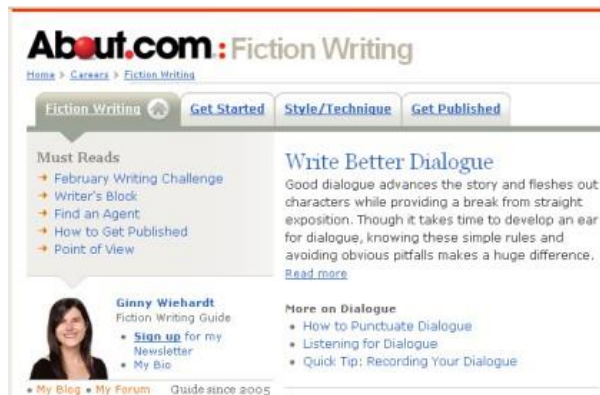 About.com : Fiction Writing
Home > Careers > Fiction Writing
Fiction Writing Get Started Style/Technique Get Published
Must Reads
→ February Writing Challenge
→ Writer's Block
→ Find an Agent
→ How to Get Published
→ Point of View
Ginny Wiehardt
Fiction Writing Guide
• Sign up for my
Newsletter
• My Bio
• My Blog • My Forum Guide since 2005
Write Better Dialogue
Good dialogue advances the story and fleshes out
characters while providing a break from straight
exposition. Though it takes time to develop an ear
for dialogue, knowing these simple rules and
avoiding obvious pitfalls makes a huge difference.
Read more
More on Dialogue
• How to Punctuate Dialogue
• Listening for Dialogue
• Quick Tip: Recording Your Dialogue